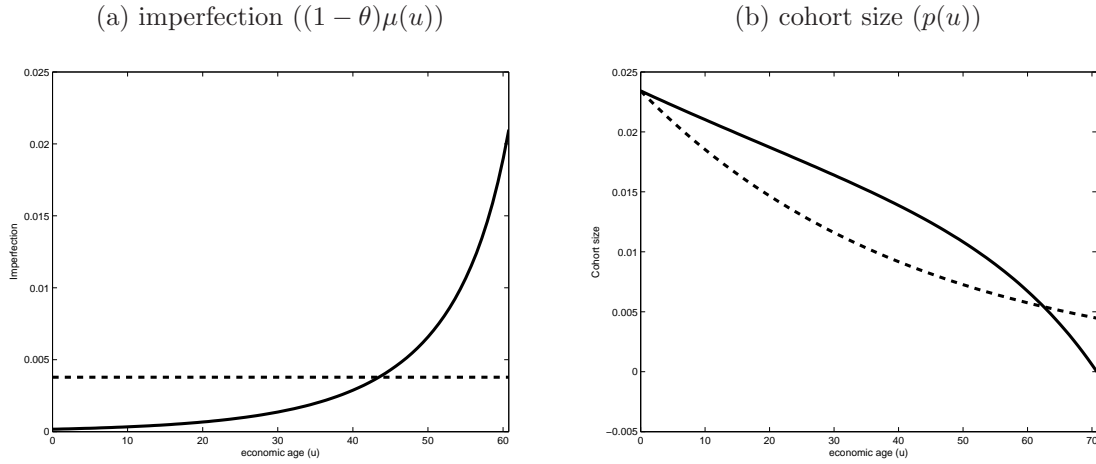 (a) imperfection ((1 − θ)μ(u))
(b) cohort size (p(u))
0.025
0.02
0.015
0.01
0.005
0
Imperfection
0 10 20 30 40 50 60
economic age (u)
0.025
0.02
0.015
0.01
0.005
0
−0.005
Cohort size
0 10 20 30 40 50 60 70
economic age (u)